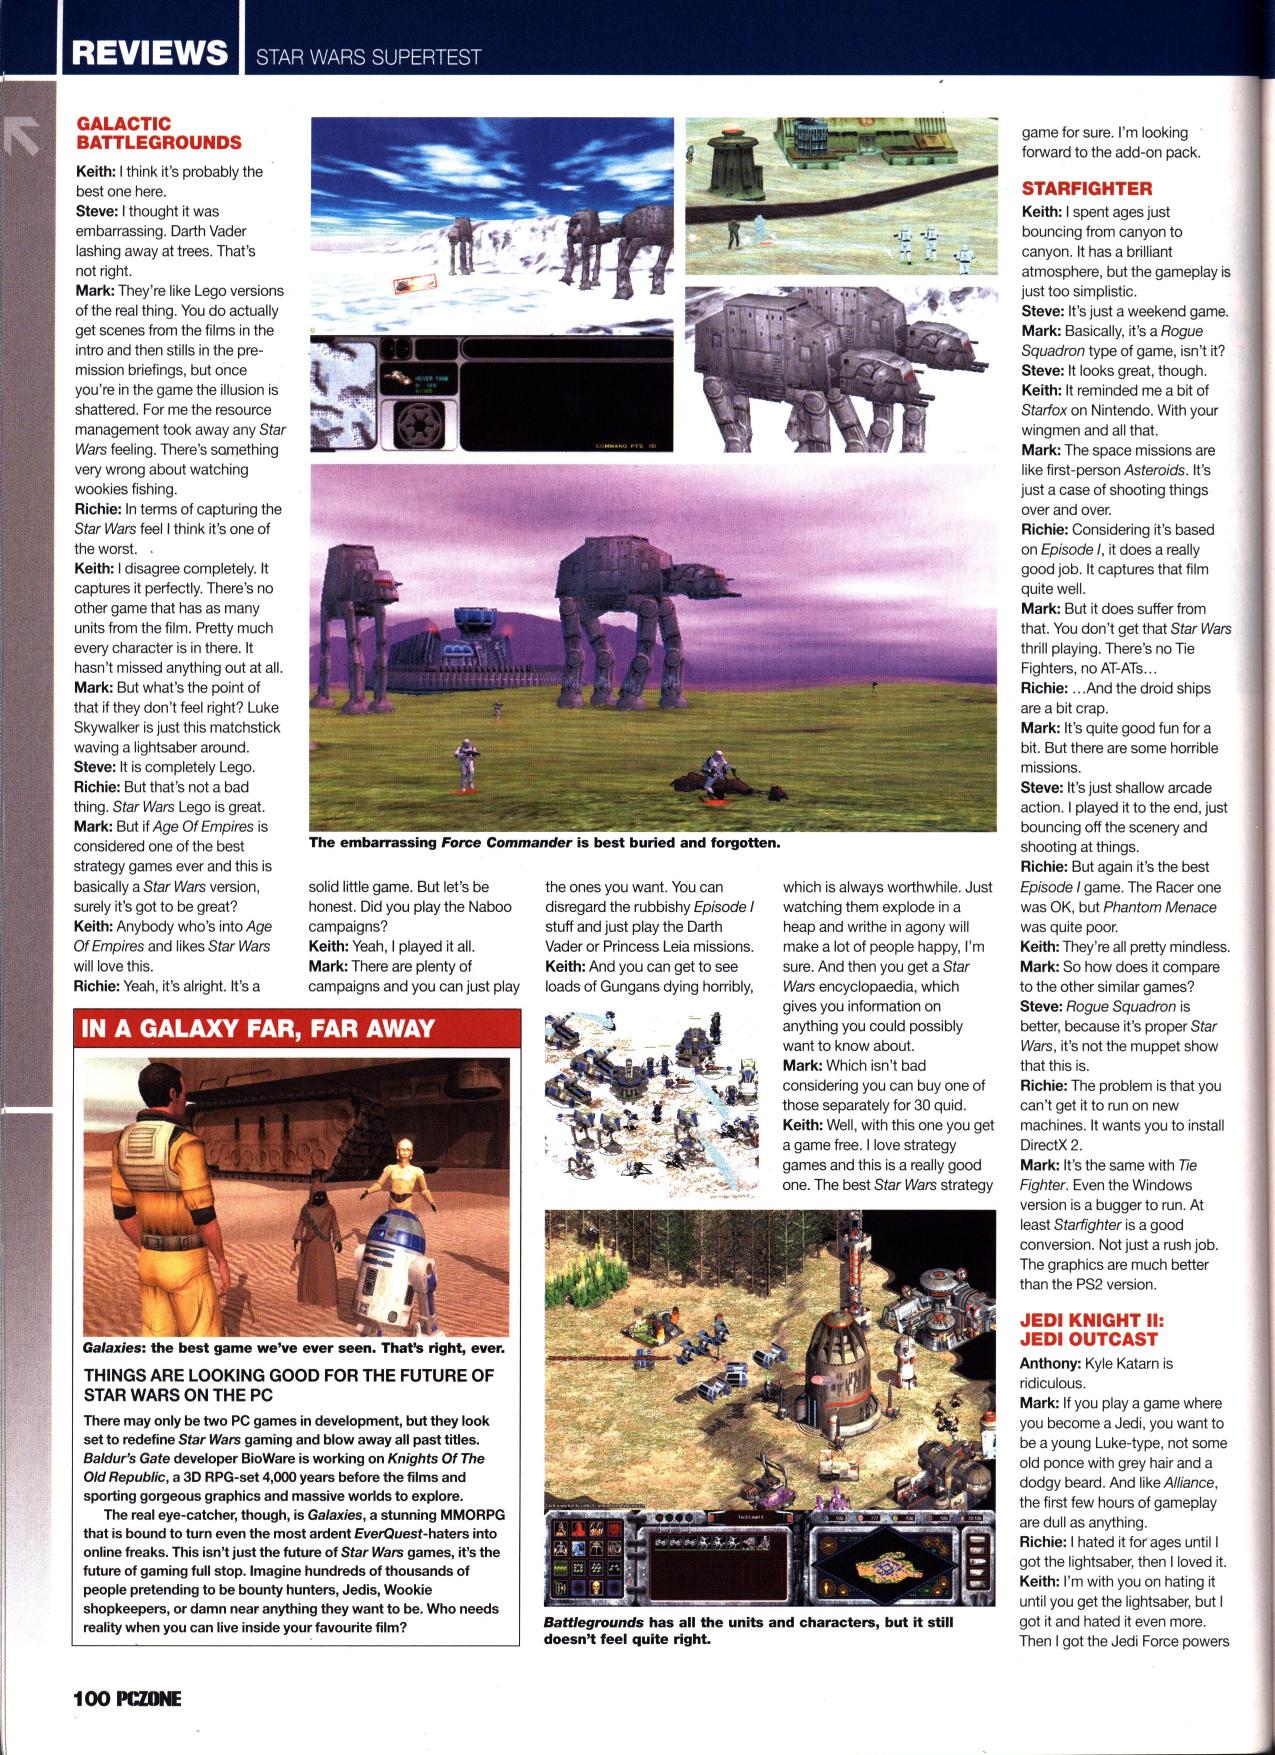 REVIEWS
STAR WARS SUPERTEST
GALACTIC
BATTLEGROUNDS
Keith: I think it's probably the
best one here.
Steve: I thought it was
embarrassing. Darth Vader
lashing away at trees. That's
not right.
Mark: They're like Lego versions
of the real thing. You do actually
get scenes from the films in the
intro and then stills in the pre-
mission briefings, but once
you're in the game the illusion is
shattered. For me the resource
management took away any Star
Wars feeling. There's something
very wrong about watching
wookies fishing.
Richie: In terms of capturing the
Star Wars feel I think it's one of
the worst.
Keith: I disagree completely. It
captures it perfectly. There's no
other game that has as many
units from the film. Pretty much
every character is in there. It
hasn't missed anything out at all.
Mark: But what's the point of
that if they don't feel right? Luke
Skywalker is just this matchstick
waving a lightsaber around.
Steve: It is completely Lego.
Richie: But that's not a bad
thing. Star Wars Lego is great.
Mark: But if Age Of Empires is
considered one of the best
strategy games ever and this is
basically a Star Wars version,
surely it's got to be great?
Keith: Anybody who's into Age
Of Empires and likes Star Wars
will love this.
Richie: Yeah, it's alright. It's a
HOVER TANK
COMMAND PTS
The embarrassing Force Commander is best buried and forgotten.
solid little game. But let's be
honest. Did you play the Naboo
campaigns?
Keith: Yeah, I played it all.
Mark: There are plenty of
campaigns and you can just play
the ones you want. You can
disregard the rubbishy Episode I
stuff and just play the Darth
Vader or Princess Leia missions.
Keith: And you can get to see
loads of Gungans dying horribly,
which is always worthwhile. Just
watching them explode in a
heap and writhe in agony will
make a lot of people happy, I'm
sure. And then you get a Star
Wars encyclopaedia, which
gives you information on
anything you could possibly
want to know about.
Mark: Which isn't bad
considering you can buy one of
those separately for 30 quid.
Keith: Well, with this one you get
a game free. I love strategy
games and this is a really good
one. The best Star Wars strategy
Tech Level 4
Battlegrounds has all the units and characters, but it still
doesn't feel quite right.
IN A GALAXY FAR, FAR AWAY
Galaxies: the best game we've ever seen. That's right, ever.
THINGS ARE LOOKING GOOD FOR THE FUTURE OF
STAR WARS ON THE PC
There may only be two PC games in development, but they look
set to redefine Star Wars gaming and blow away all past titles.
Baldur's Gate developer BioWare is working on Knights Of The
Old Republic, a 3D RPG-set 4,000 years before the films and
sporting gorgeous graphics and massive worlds to explore.
The real eye-catcher, though, is Galaxies, a stunning MMORPG
that is bound to turn even the most ardent EverQuest-haters into
online freaks. This isn't just the future of Star Wars games, it's the
future of gaming full stop. Imagine hundreds of thousands of
people pretending to be bounty hunters, Jedis, Wookie
shopkeepers, or damn near anything they want to be. Who needs
reality when you can live inside your favourite film?
game for sure. I'm looking
forward to the add-on pack.
STARFIGHTER
Keith: I spent ages just
bouncing from canyon to
canyon. It has a brilliant
atmosphere, but the gameplay is
just too simplistic.
Steve: It's just a weekend game.
Mark: Basically, it's a Rogue
Squadron type of game, isn't it?
Steve: It looks great, though.
Keith: It reminded me a bit of
Starfox on Nintendo. With your
wingmen and all that.
Mark: The space missions are
like first-person Asteroids. It's
just a case of shooting things
over and over.
Richie: Considering it's based
on Episode I, it does a really
good job. It captures that film
quite well.
Mark: But it does suffer from
that. You don't get that Star Wars
thrill playing. There's no Tie
Fighters, no AT-ATs...
Richie: ...And the droid ships
are a bit crap.
Mark: It's quite good fun for a
bit. But there are some horrible
missions.
Steve: It's just shallow arcade
action. I played it to the end, just
bouncing off the scenery and
shooting at things.
Richie: But again it's the best
Episode I game. The Racer one
was OK, but Phantom Menace
was quite poor.
Keith: They're all pretty mindless.
Mark: So how does it compare
to the other similar games?
Steve: Rogue Squadron is
better, because it's proper Star
Wars, it's not the muppet show
that this is.
Richie: The problem is that you
can't get it to run on new
machines. It wants you to install
DirectX 2.
Mark: It's the same with Tie
Fighter. Even the Windows
version is a bugger to run. At
least Starfighter is a good
conversion. Not just a rush job.
The graphics are much better
than the PS2 version.
JEDI KNIGHT II:
JEDI OUTCAST
Anthony: Kyle Katarn is
ridiculous.
Mark: If you play a game where
you become a Jedi, you want to
be a young Luke-type, not some
old ponce with grey hair and a
dodgy beard. And like Alliance,
the first few hours of gameplay
are dull as anything.
Richie: I hated it for ages until I
got the lightsaber, then I loved it.
Keith: I'm with you on hating it
until you get the lightsaber, but I
got it and hated it even more.
Then I got the Jedi Force powers
100 PCZONE